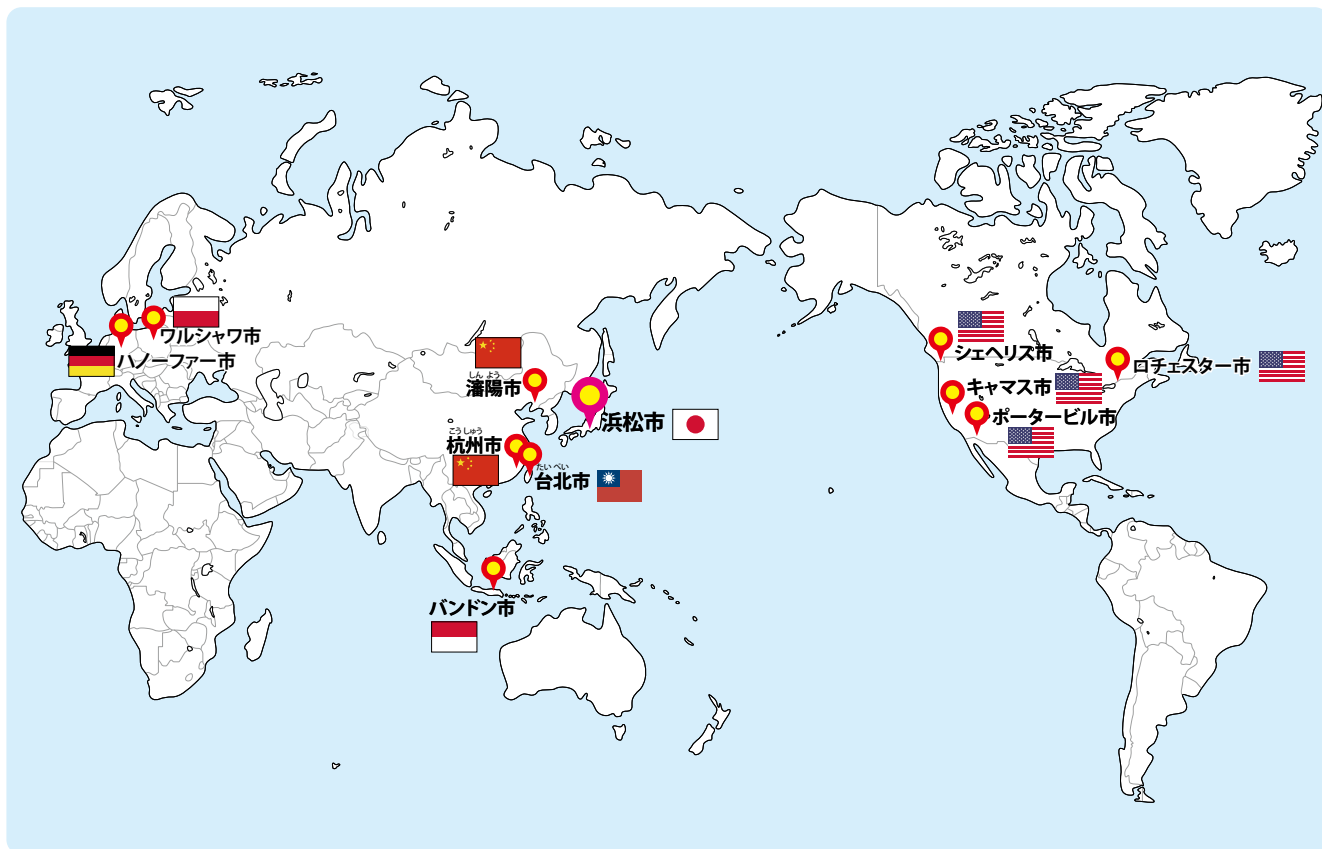 ワルシャワ市
ハノーファー市
しん よう
瀋陽市
浜松市
こうしゅう
杭州市
たい ぺい
台北市
バンドン市
シェヘリス市
ロチェスター市
キャマス市
ポータービル市